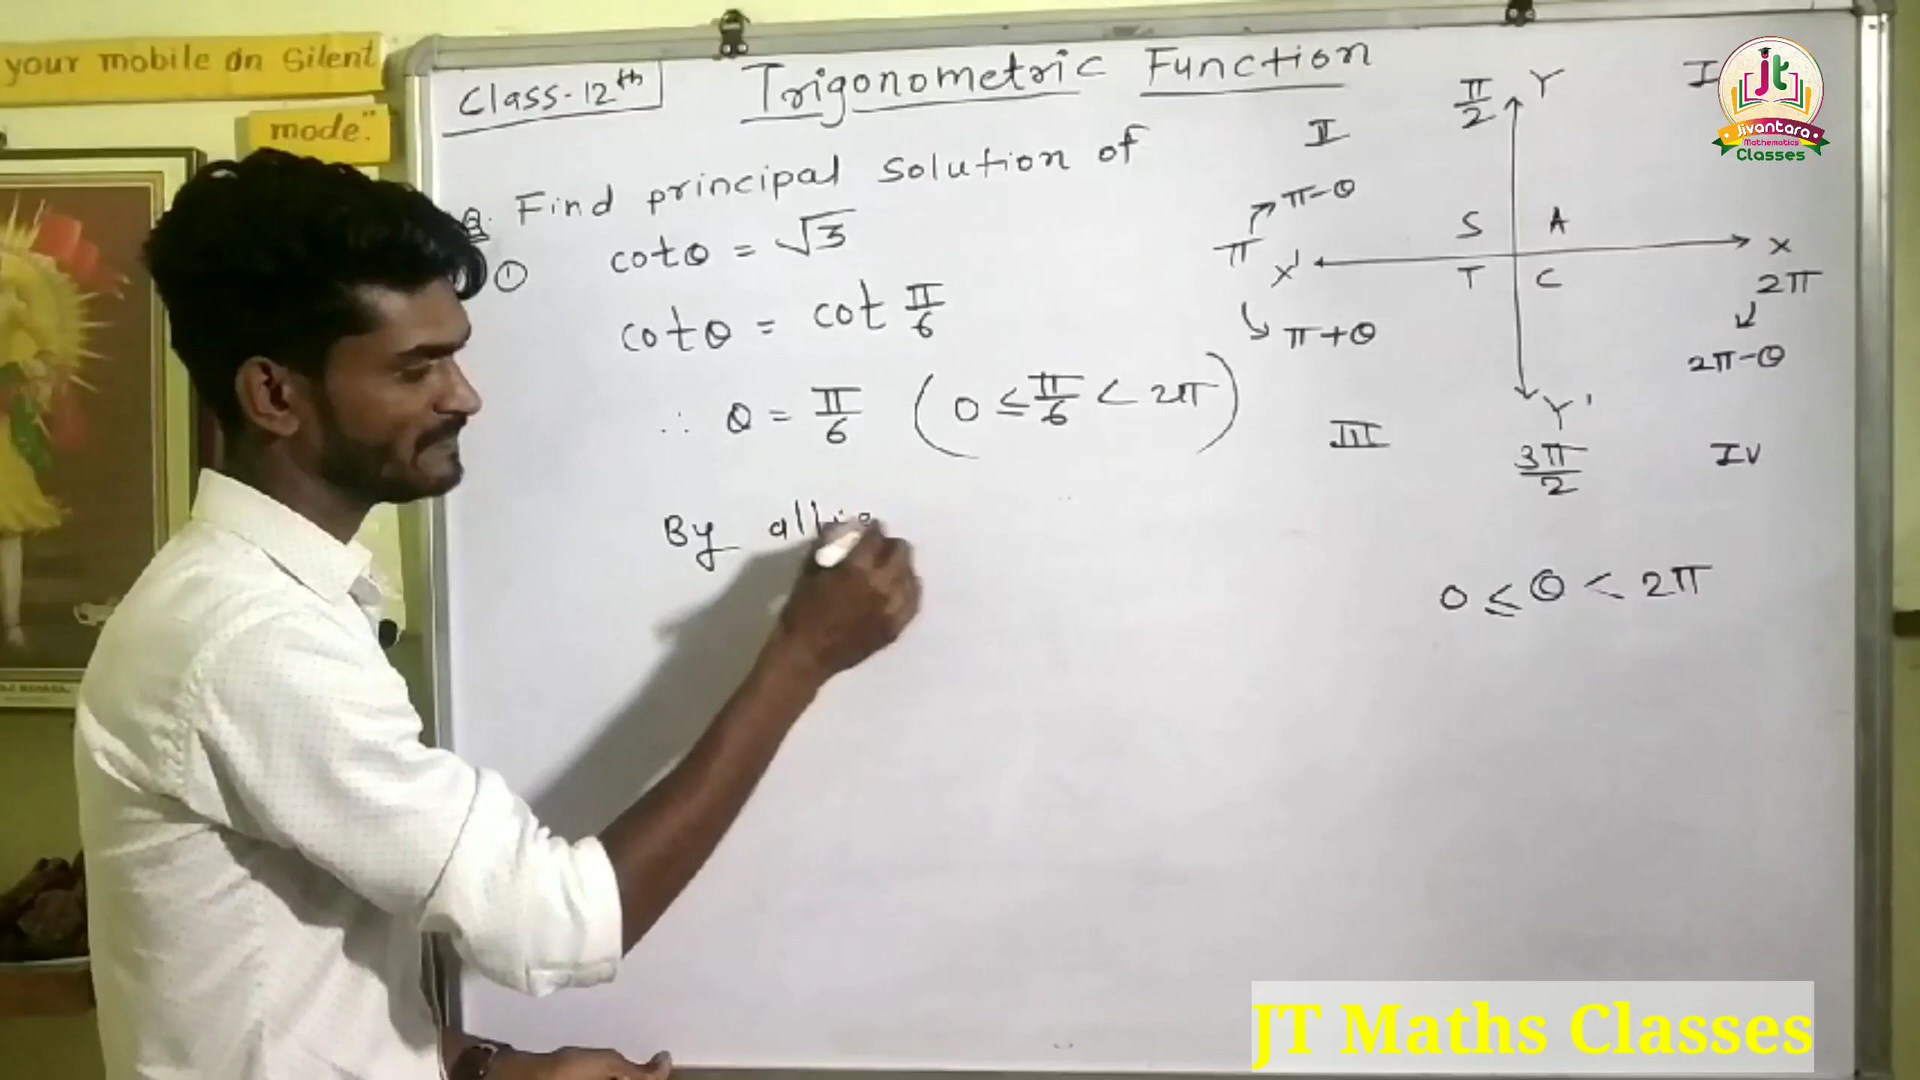 your mobile on Silent
mode."
Class-12th
Trigonometric Function
Q. Find principal solution of
① cotθ = √3
cotθ = cot π/6
∴ θ = π/6 (0 ≤ π/6 < 2π)
By allie
π/2 Y
I
II
π-θ
S A
π X' X
T C
2π
π+θ
2π-θ
Y'
III
3π/2
IV
0 ≤ θ < 2π
jt
Jivantara
Mathematics
Classes
JT Maths Classes